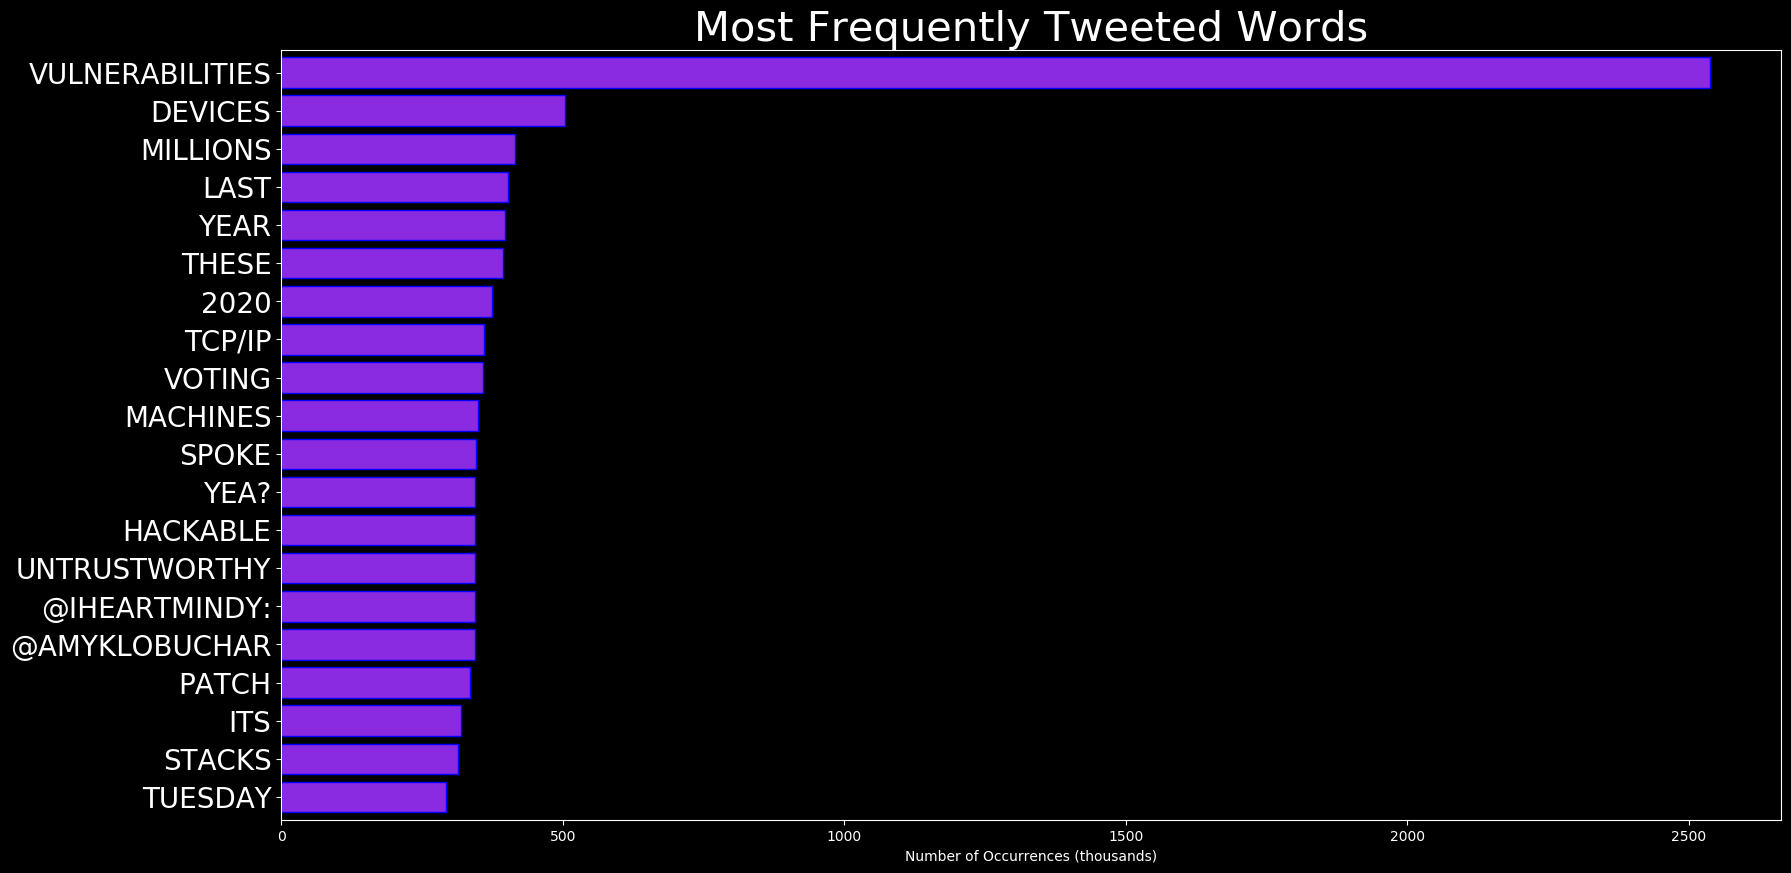 Most Frequently Tweeted Words
VULNERABILITIES
DEVICES
MILLIONS
LAST
YEAR
THESE
2020
TCP/IP
VOTING
MACHINES
SPOKE
YEA?
HACKABLE
UNTRUSTWORTHY
@IHEARTMINDY:
@AMYKLOBUCHAR
PATCH
ITS
STACKS
TUESDAY
0 500 1000 1500 2000 2500
Number of Occurrences (thousands)